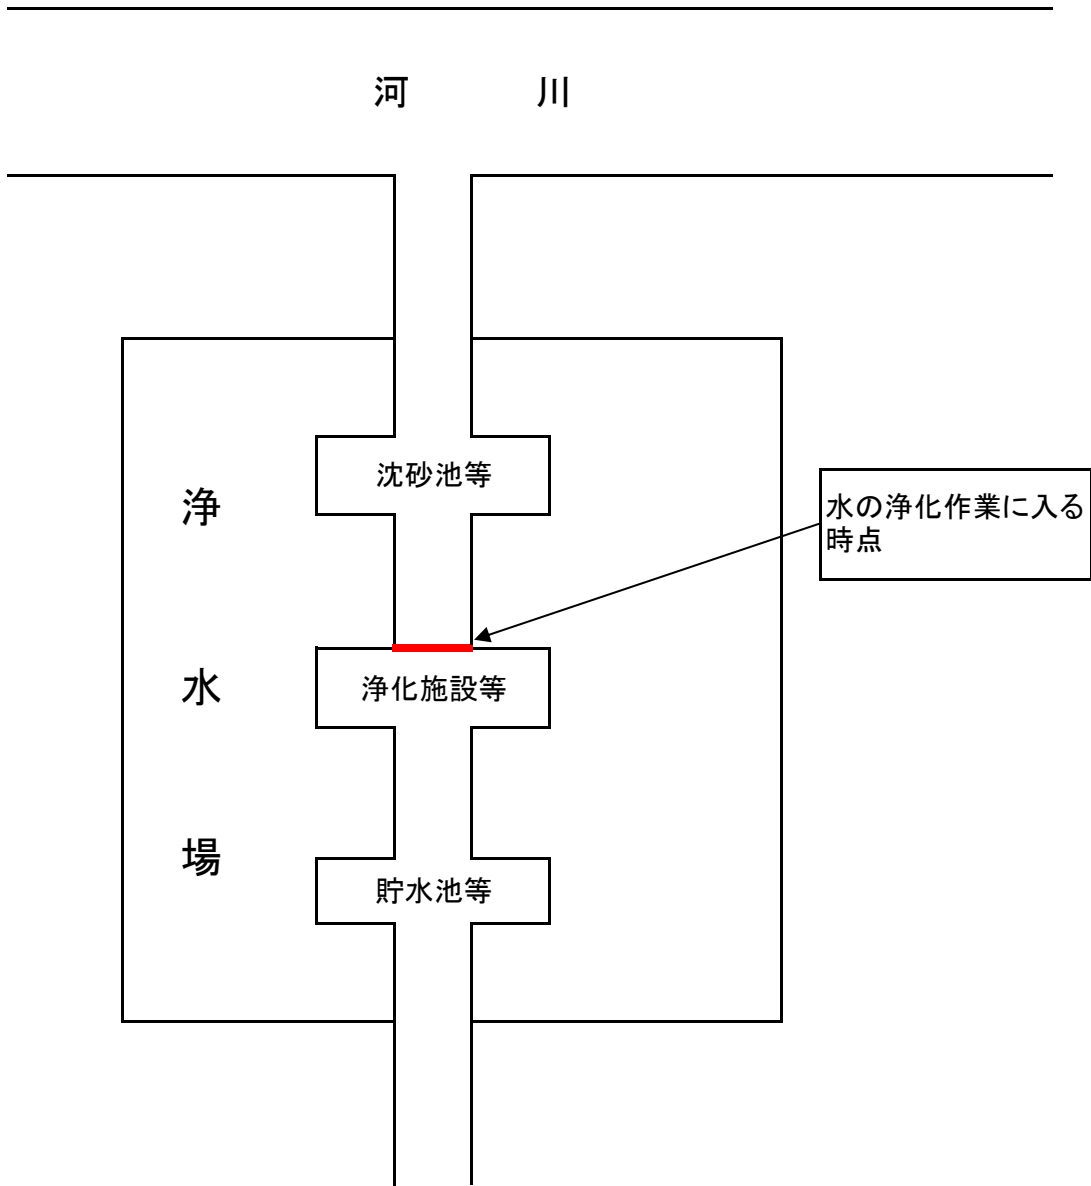 河 川
沈砂池等
浄水場
水の浄化作業に入る
時点
浄化施設等
貯水池等